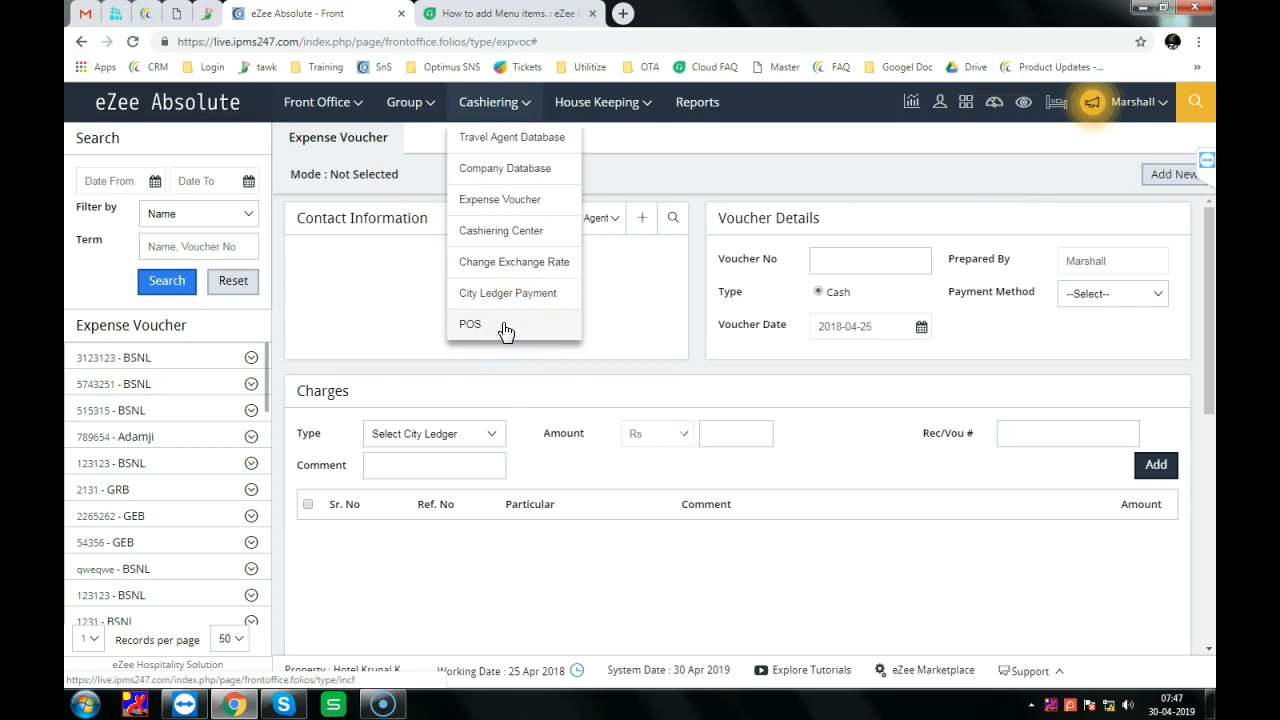 eZee Absolute - Front
How to add Menu items. : eZee
https://live.ipms247.com/index.php/page/frontoffice.folios/type/expvoc#
Apps CRM Login tawk Training SnS Optimus SNS Tickets Utilitize OTA Cloud FAQ Master FAQ Googel Doc Drive Product Updates -... »
eZee Absolute
Front Office Group Cashiering House Keeping Reports
Marshall
Search
Date From Date To
Filter by Name
Term Name, Voucher No
Search Reset
Expense Voucher
3123123 - BSNL
5743251 - BSNL
515315 - BSNL
789654 - Adamji
123123 - BSNL
2131 - GRB
2265262 - GEB
54356 - GEB
qweqwe - BSNL
123123 - BSNL
1231 - BSNL
1 Records per page 50
eZee Hospitality Solution
https://live.ipms247.com/index.php/page/frontoffice.folios/type/incf
Expense Voucher
Mode : Not Selected
Add New
Travel Agent Database
Company Database
Expense Voucher
Cashiering Center
Change Exchange Rate
City Ledger Payment
POS
Contact Information
Agent
Voucher Details
Voucher No Prepared By Marshall
Type Cash Payment Method --Select--
Voucher Date 2018-04-25
Charges
Type Select City Ledger Amount Rs Rec/Vou #
Comment
Add
Sr. No Ref. No Particular Comment Amount
Property : Hotel Krunal K Working Date : 25 Apr 2018 System Date : 30 Apr 2019 Explore Tutorials eZee Marketplace Support
07:47
30-04-2019